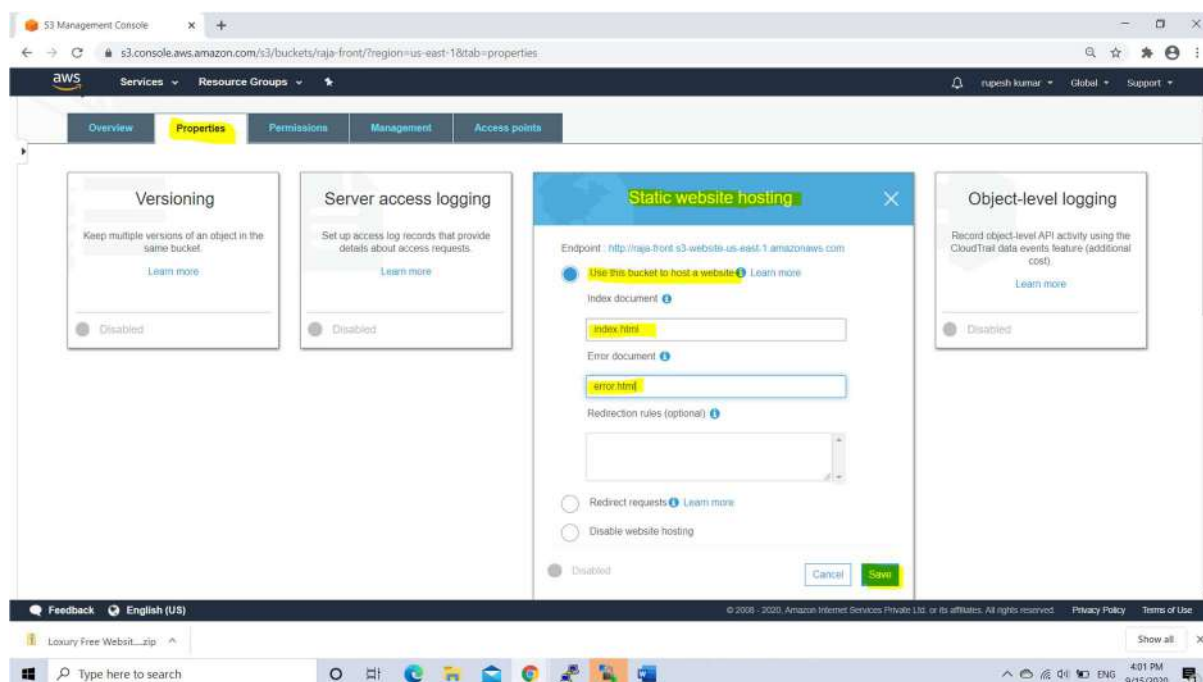 S3 Management Console
s3.console.aws.amazon.com/s3/buckets/raja-front/?region=us-east-1&tab=properties
aws
Services
Resource Groups
rupesh kumar
Global
Support
Overview
Properties
Permissions
Management
Access points
Versioning
Keep multiple versions of an object in the
same bucket.
Learn more
Disabled
Server access logging
Set up access log records that provide
details about access requests.
Learn more
Disabled
Static website hosting
Endpoint : http://raja-front.s3-website-us-east-1.amazonaws.com
Use this bucket to host a website Learn more
Index document
index.html
Error document
error.html
Redirection rules (optional)
Redirect requests Learn more
Disable website hosting
Disabled
Cancel
Save
Object-level logging
Record object-level API activity using the
CloudTrail data events feature (additional
cost).
Learn more
Disabled
Feedback
English (US)
© 2008 - 2020, Amazon Internet Services Private Ltd. or its affiliates. All rights reserved.
Privacy Policy
Terms of Use
Loxury Free Websit....zip
Show all
Type here to search
ENG
4:01 PM
9/15/2020